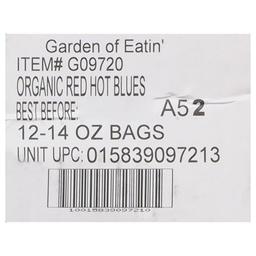 Garden of Eatin'
ITEM# G09720
ORGANIC RED HOT BLUES
BEST BEFORE: A52
12-14 OZ BAGS
UNIT UPC: 015839097213
10015839097210